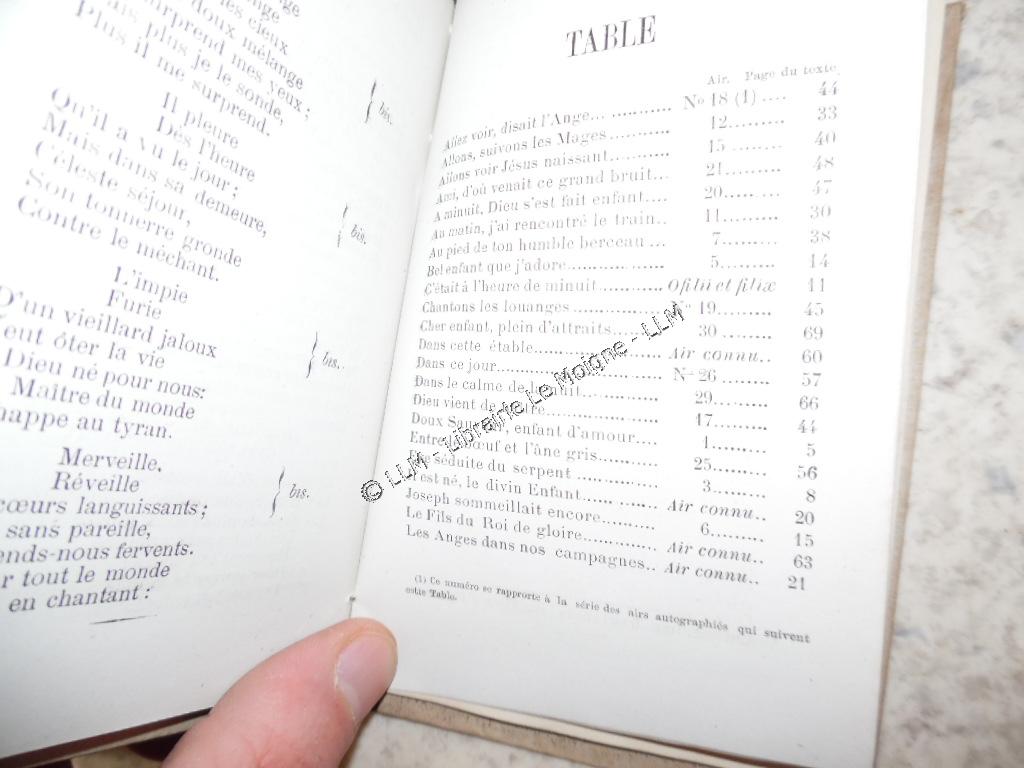 les cieux
doux mélange
surprend mes yeux;
plus je le sonde,
Plus il me surprend.
bis.
Il pleure
Dès l'heure
Qu'il a vu le jour;
Mais dans sa demeure,
Céleste séjour,
Son tonnerre gronde
Contre le méchant.
bis.
L'impie
Furie
D'un vieillard jaloux
Veut ôter la vie
Dieu né pour nous:
Maître du monde
happe au tyran.
bis.
Merveille,
Réveille
cœurs languissants;
sans pareille,
ends-nous fervents.
r tout le monde
en chantant:
bis.
TABLE
Air. Page du texte
Allez voir, disait l'Ange............ No 18 (1).... 44
Allons, suivons les Mages........... 12........ 33
Allons voir Jésus naissant........... 15........ 40
Ami, d'où venait ce grand bruit... 21........ 48
A minuit, Dieu s'est fait enfant.... 20........ 47
Au matin, j'ai rencontré le train.. 11........ 30
Au pied de ton humble berceau ... 7......... 38
Bel enfant que j'adore................. 5......... 14
C'était à l'heure de minuit........... O filii et filiæ 11
Chantons les louanges................ No 19........ 45
Cher enfant, plein d'attraits........ 30........ 69
Dans cette étable....................... Air connu.. 60
Dans ce jour............................. No 26........ 57
Dans le calme de la nuit............. 29........ 66
Dieu vient de 17........ 44
Doux enfant d'amour.... 1......... 5
Entre bœuf et l'âne gris........... 25........ 56
séduite du serpent ............ 3......... 8
est né, le divin Enfant............ Air connu.. 20
Joseph sommeillait encore.......... 6......... 15
Le Fils du Roi de gloire............. Air connu.. 63
Les Anges dans nos campagnes.. Air connu.. 21
(1) Ce numéro se rapporte à la série des airs autographiés qui suivent
cette Table.
© LLM - Librairie Le Moigne - LLM